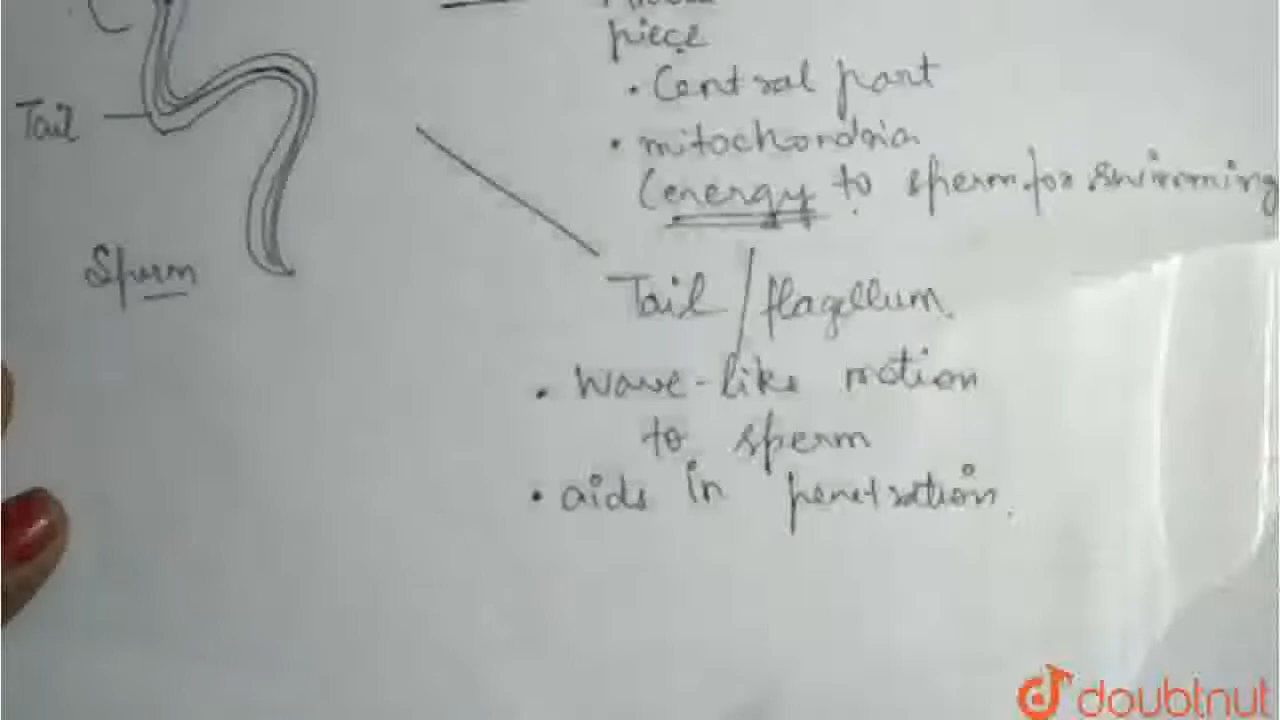 piece
• Central part
• mitochondria
(energy to sperm for swimming
Tail
Sperm
Tail / flagellum.
• wave-like motion
to sperm
• aids in penetration.
doubtnut